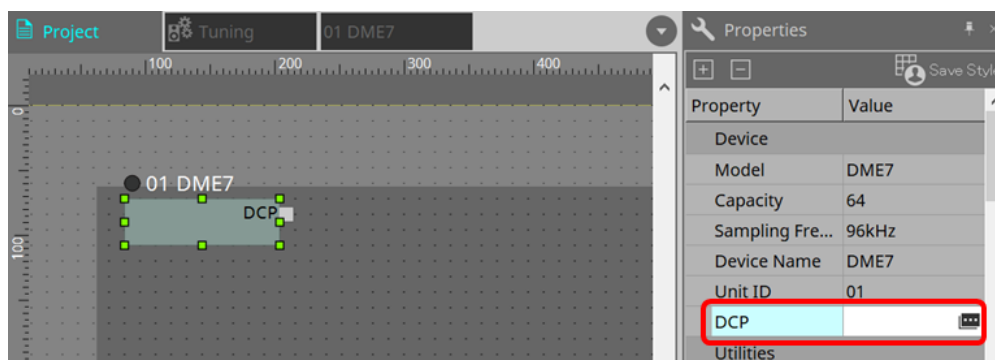 Project
Tuning
01 DME7
100
200
300
400
0
100
01 DME7
DCP
Properties
Save Style
Property Value
Device
Model DME7
Capacity 64
Sampling Fre... 96kHz
Device Name DME7
Unit ID 01
DCP
Utilities